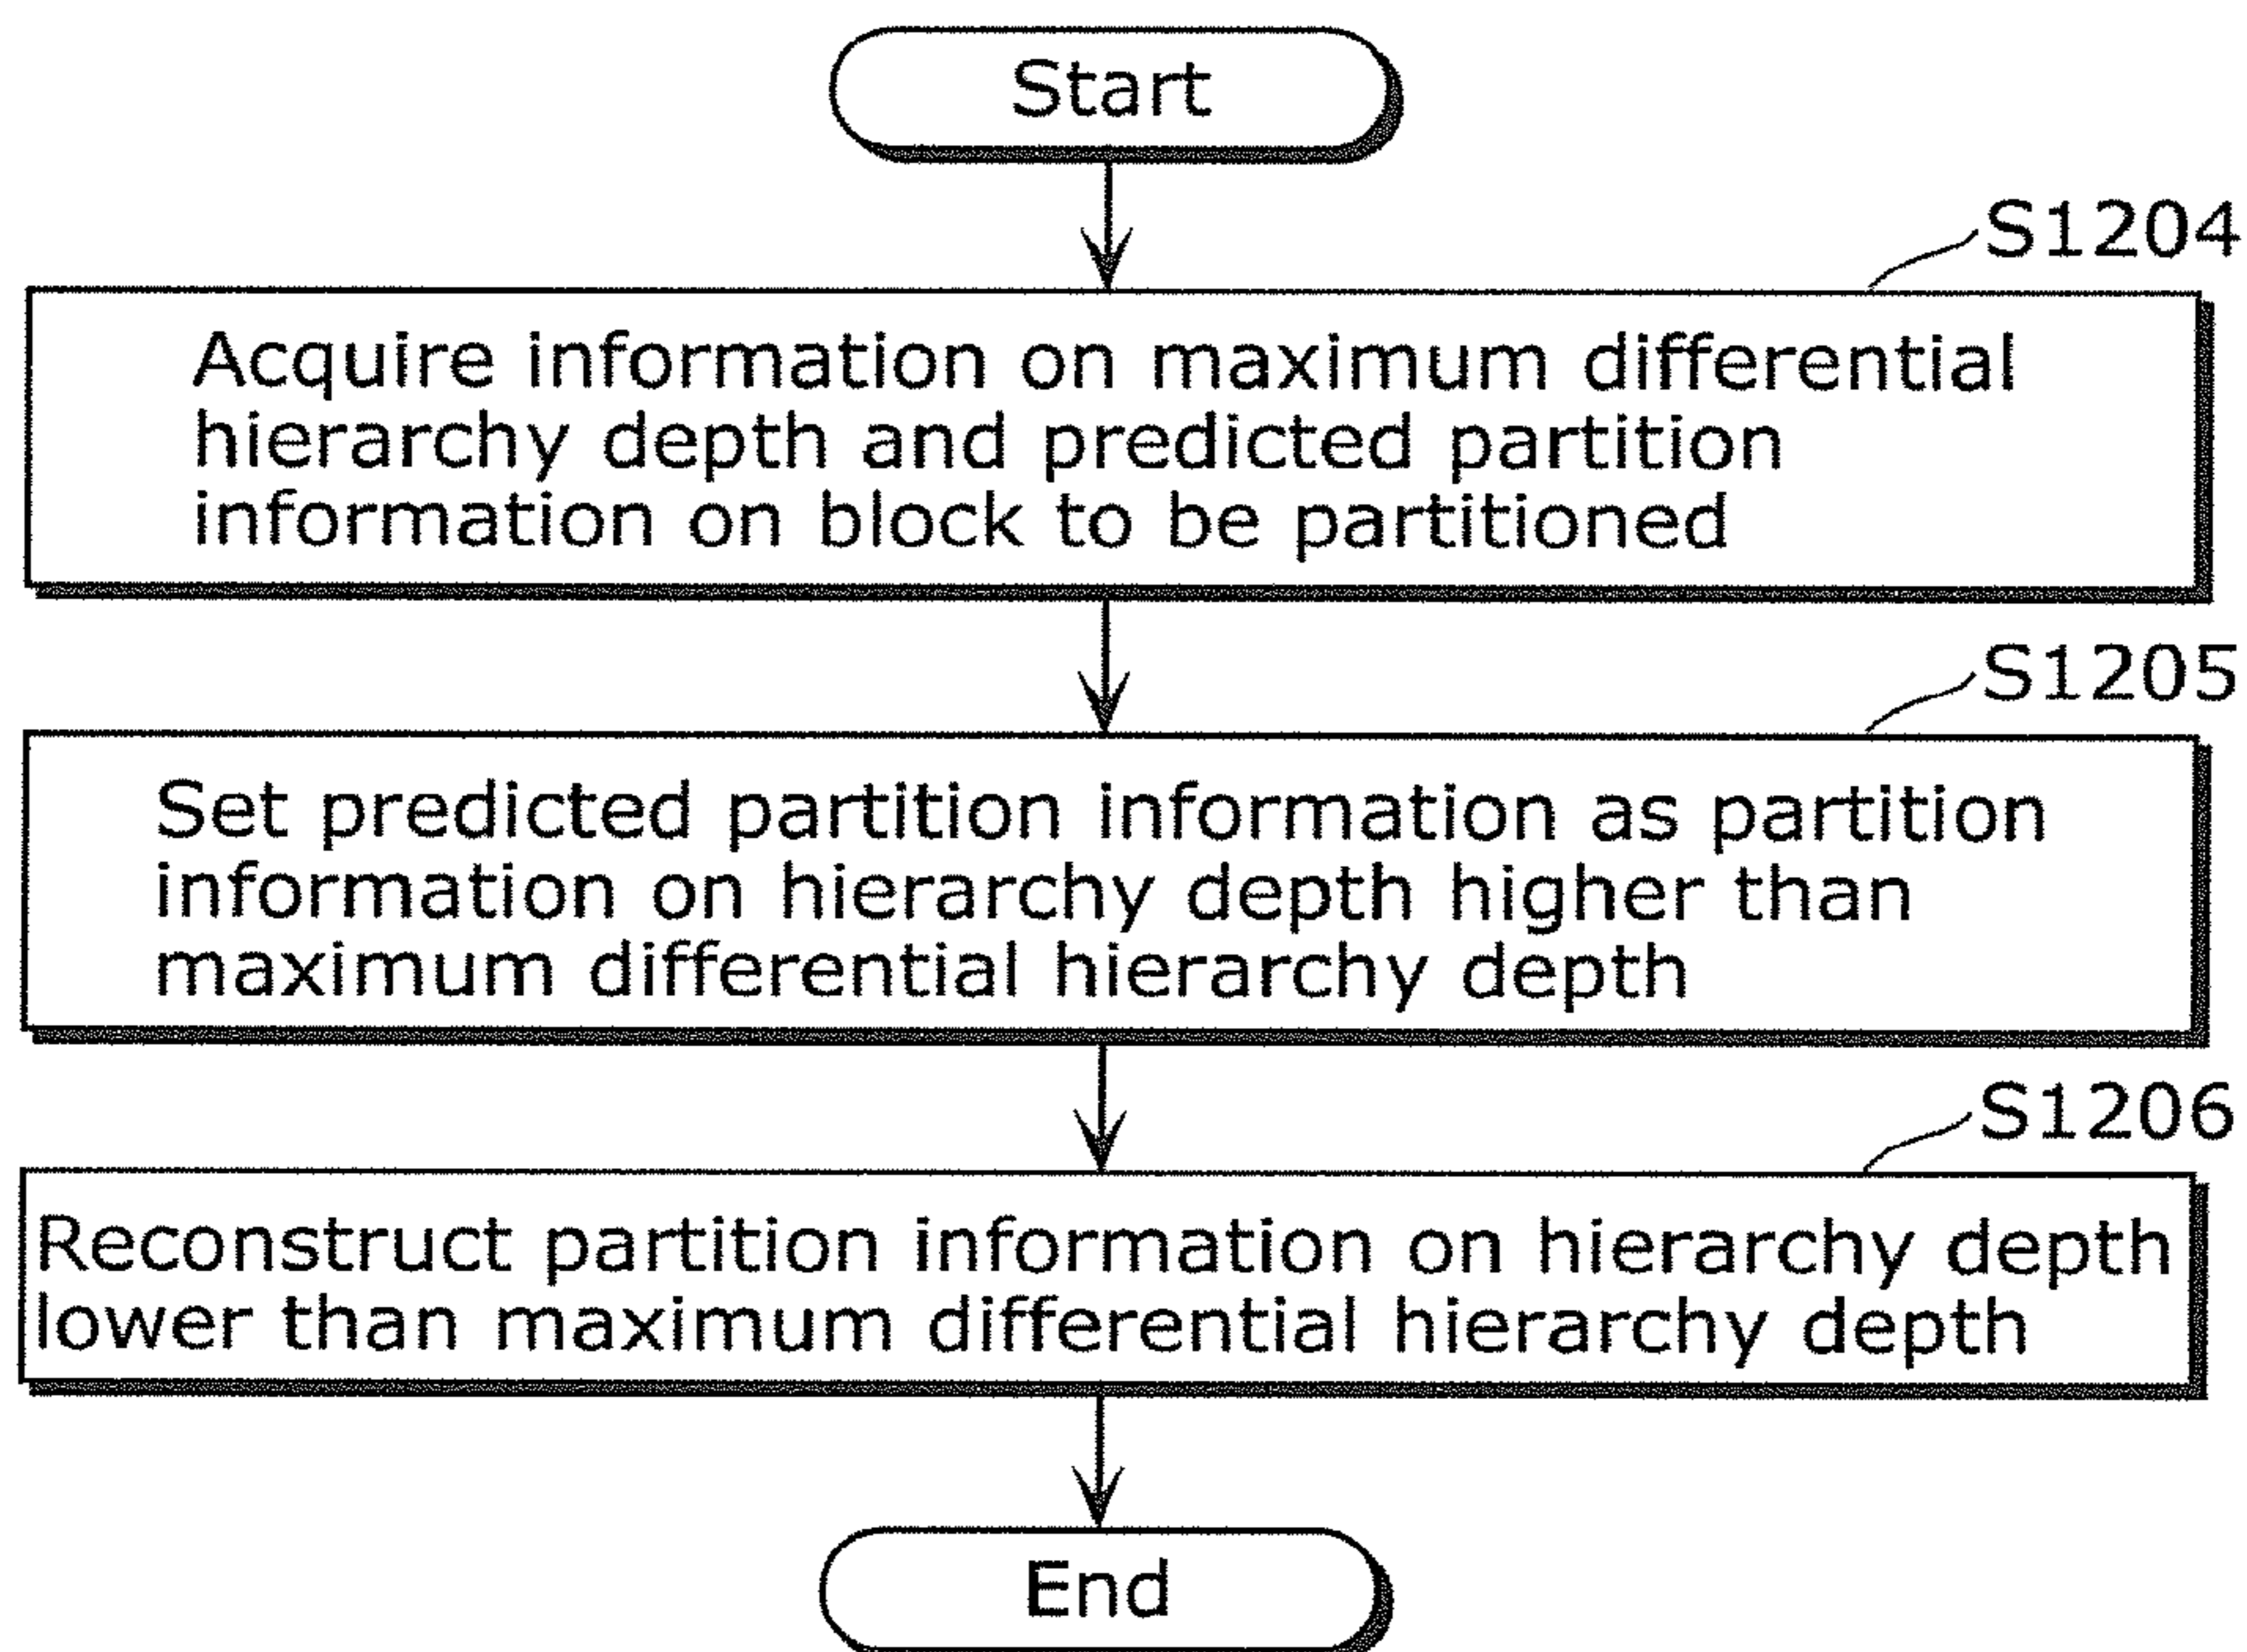 Start
S1204
Acquire information on maximum differential
hierarchy depth and predicted partition
information on block to be partitioned
S1205
Set predicted partition information as partition
information on hierarchy depth higher than
maximum differential hierarchy depth
S1206
Reconstruct partition information on hierarchy depth
lower than maximum differential hierarchy depth
End